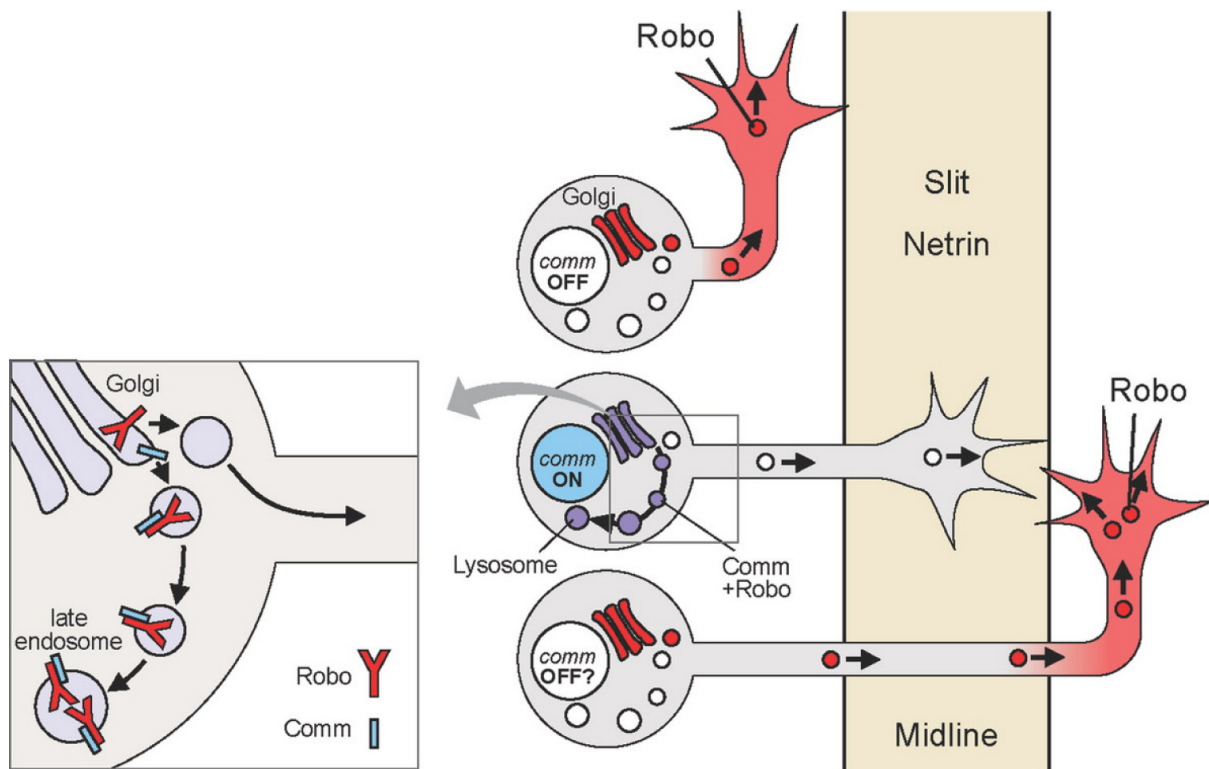 Robo
Golgi
comm
OFF
Slit
Netrin
Golgi
comm
ON
Lysosome
Comm
+Robo
Robo
late
endosome
Robo
Comm
comm
OFF?
Midline